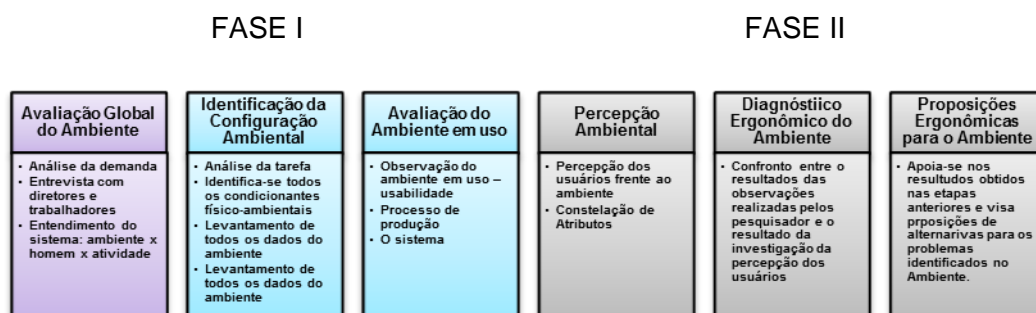 FASE I
FASE II
Avaliação Global
do Ambiente
• Análise da demanda
• Entrevista com
diretores e
trabalhadores
• Entendimento do
sistema: ambiente x
homem x atividade
Identificação da
Configuração
Ambiental
• Análise da tarefa
• Identifica-se todos
os condicionantes
físico-ambientais
• Levantamento de
todos os dados do
ambiente
• Levantamento de
todos os dados do
ambiente
Avaliação do
Ambiente em uso
• Observação do
ambiente em uso –
usabilidade
• Processo de
produção
• O sistema
Percepção
Ambiental
• Percepção dos
usuários frente ao
ambiente
• Constelação de
Atributos
Diagnóstiico
Ergonômico do
Ambiente
• Confronto entre o
resultados das
observações
realizadas pelos
pesquisador e o
resultado da
investigação da
percepção dos
usuários
Proposições
Ergonômicas
para o Ambiente
• Apoia-se nos
resultudos obtidos
nas etapas
anteriores e visa
prposições de
alternarivas para os
problemas
identificados no
Ambiente.